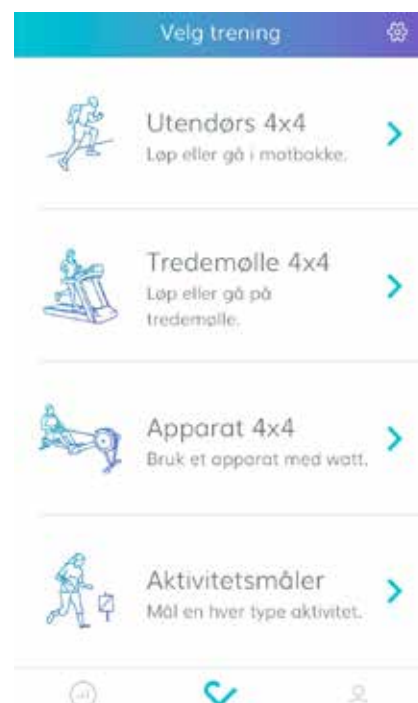 Velg trening
Utendørs 4x4
Løp eller gå i motbakke.
Tredemølle 4x4
Løp eller gå på
tredemølle.
Apparat 4x4
Bruk et apparat med watt.
Aktivitetsmåler
Mål en hver type aktivitet.